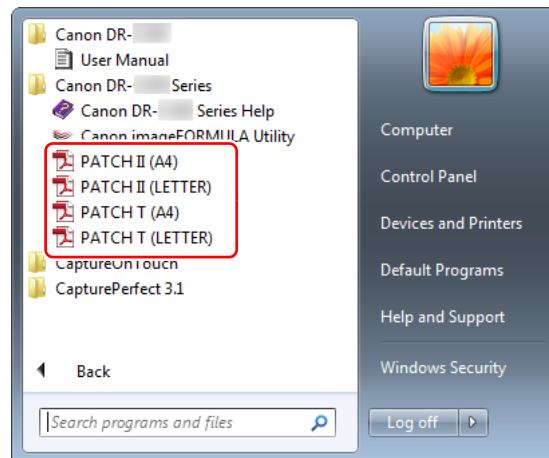 Canon DR-
User Manual
Canon DR- Series
Canon DR- Series Help
Canon imageFORMULA Utility
PATCH II (A4)
PATCH II (LETTER)
PATCH T (A4)
PATCH T (LETTER)
CaptureOnTouch
CapturePerfect 3.1
Back
Search programs and files
Computer
Control Panel
Devices and Printers
Default Programs
Help and Support
Windows Security
Log off